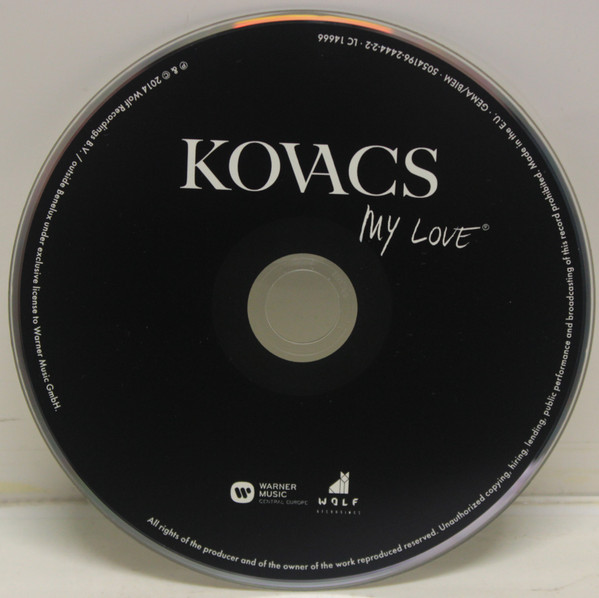 KOVACS
MY LOVE®
WARNER
MUSIC
CENTRAL EUROPE
WOLF
RECORDINGS
℗ & © 2014 Wolf Recordings B.V. / outside Benelux under exclusive license to Warner Music GmbH.
All rights of the producer and of the owner of the work reproduced reserved. Unauthorized copying, hiring, lending, public performance and broadcasting of this record prohibited. Made in the E.U. · GEMA/BIEM · 5054196-2444-2-2 · LC 14666